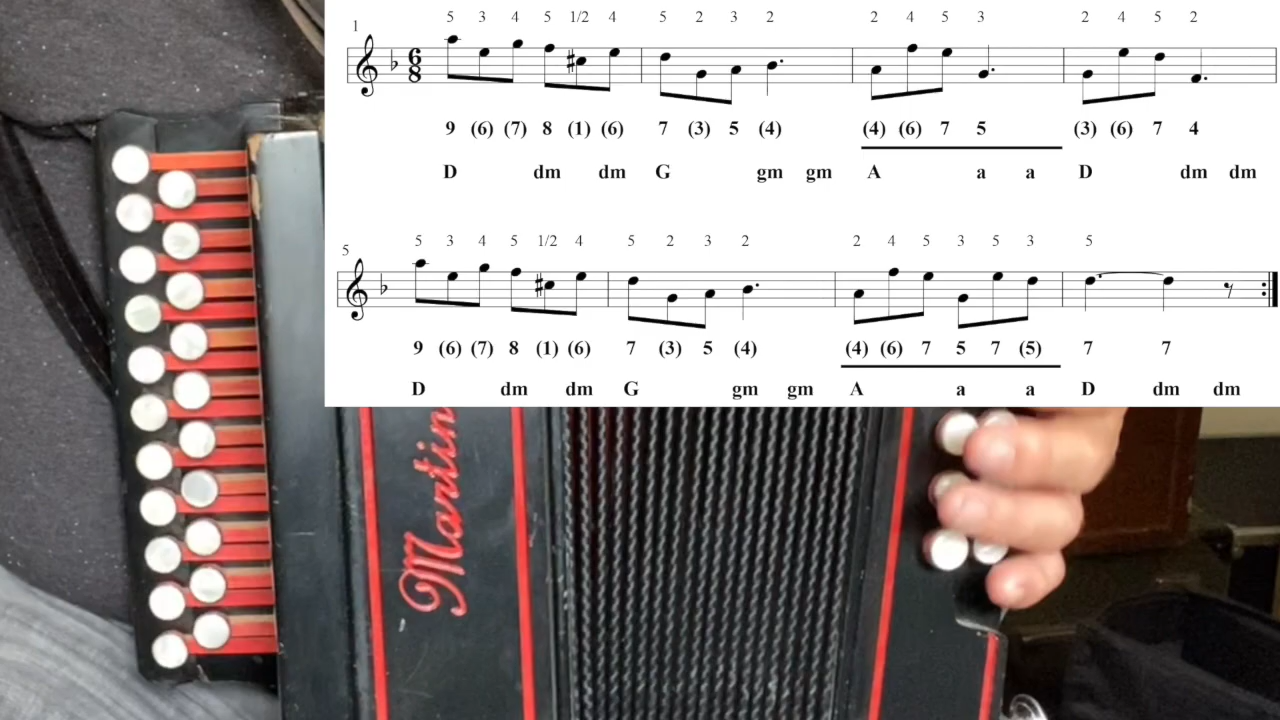 5 3 4 5 1/2 4 5 2 3 2 2 4 5 3 2 4 5 2
1
6
8
9 (6) (7) 8 (1) (6) 7 (3) 5 (4) (4) (6) 7 5 (3) (6) 7 4
D dm dm G gm gm A a a D dm dm
5 3 4 5 1/2 4 5 2 3 2 2 4 5 3 5 3 5
5
9 (6) (7) 8 (1) (6) 7 (3) 5 (4) (4) (6) 7 5 7 (5) 7 7
D dm dm G gm gm A a a D dm dm
Martin